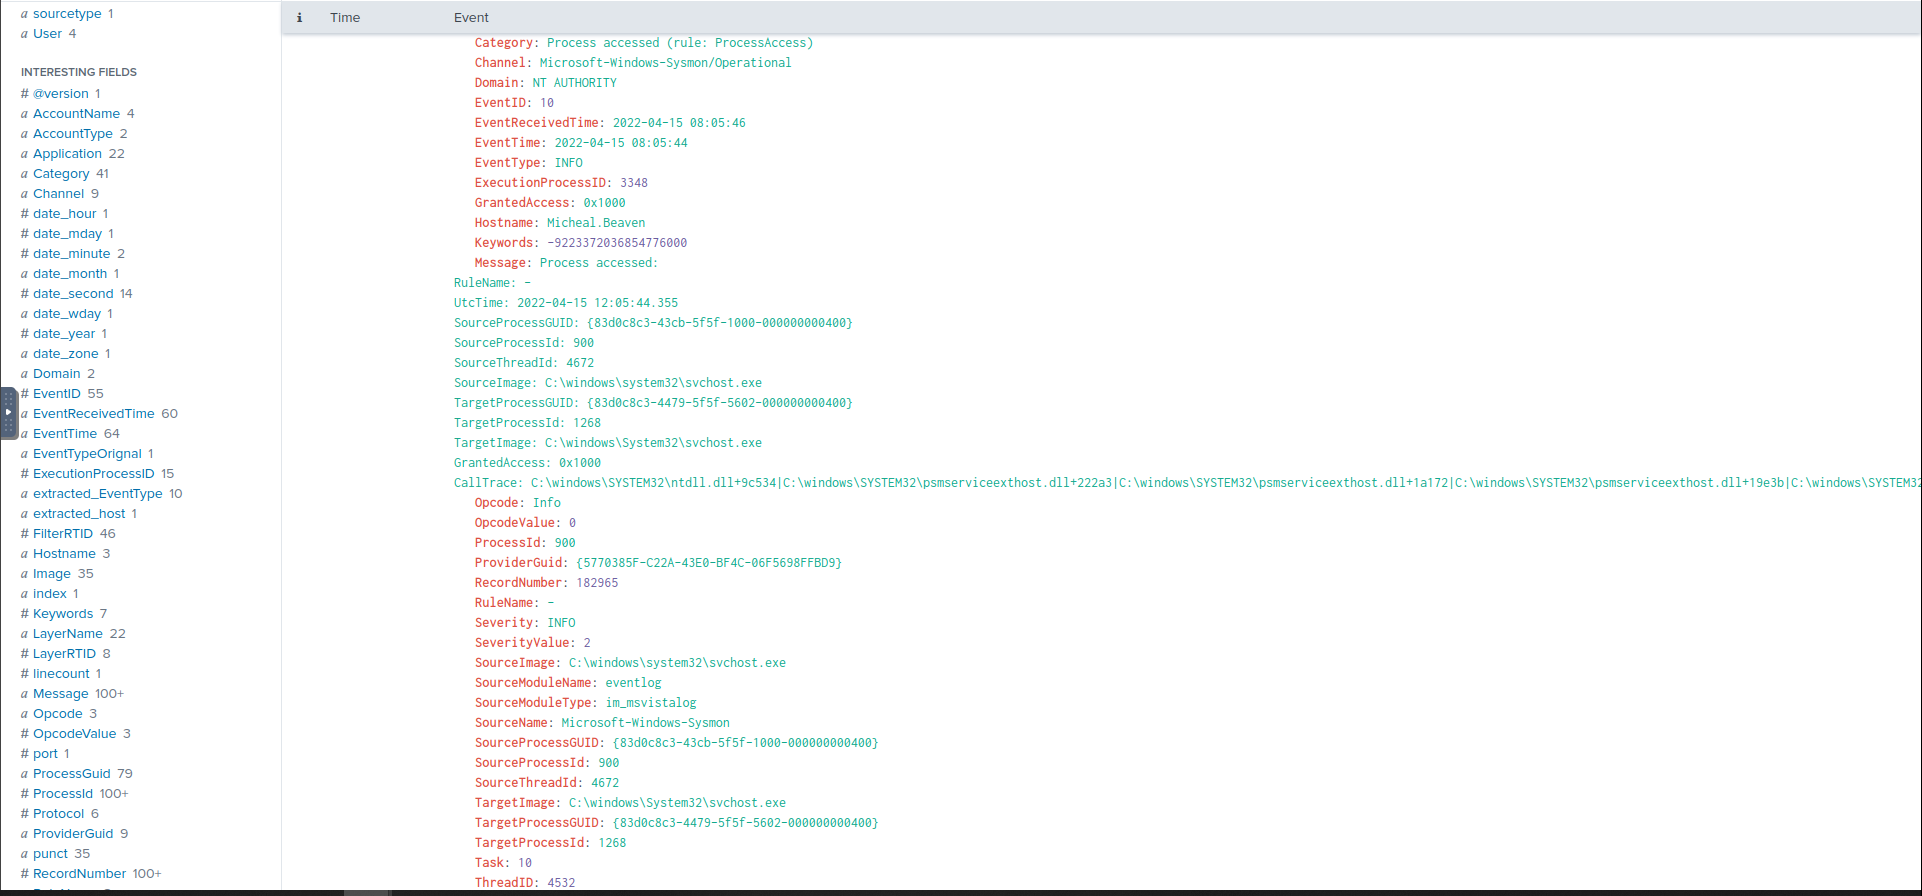 a sourcetype 1
a User 4
INTERESTING FIELDS
# @version 1
a AccountName 4
a AccountType 2
a Application 22
a Category 41
a Channel 9
# date_hour 1
# date_mday 1
# date_minute 2
a date_month 1
# date_second 14
a date_wday 1
# date_year 1
a date_zone 1
a Domain 2
# EventID 55
a EventReceivedTime 60
a EventTime 64
a EventTypeOrignal 1
# ExecutionProcessID 15
a extracted_EventType 10
a extracted_host 1
# FilterRTID 46
a Hostname 3
a Image 35
a index 1
# Keywords 7
a LayerName 22
# LayerRTID 8
# linecount 1
a Message 100+
a Opcode 3
# OpcodeValue 3
# port 1
a ProcessGuid 79
# ProcessId 100+
# Protocol 6
a ProviderGuid 9
a punct 35
# RecordNumber 100+
i Time Event
Category: Process accessed (rule: ProcessAccess)
Channel: Microsoft-Windows-Sysmon/Operational
Domain: NT AUTHORITY
EventID: 10
EventReceivedTime: 2022-04-15 08:05:46
EventTime: 2022-04-15 08:05:44
EventType: INFO
ExecutionProcessID: 3348
GrantedAccess: 0x1000
Hostname: Micheal.Beaven
Keywords: -9223372036854776000
Message: Process accessed:
RuleName: -
UtcTime: 2022-04-15 12:05:44.355
SourceProcessGUID: {83d0c8c3-43cb-5f5f-1000-000000000400}
SourceProcessId: 900
SourceThreadId: 4672
SourceImage: C:\windows\system32\svchost.exe
TargetProcessGUID: {83d0c8c3-4479-5f5f-5602-000000000400}
TargetProcessId: 1268
TargetImage: C:\windows\System32\svchost.exe
GrantedAccess: 0x1000
CallTrace: C:\windows\SYSTEM32\ntdll.dll+9c534|C:\windows\SYSTEM32\psmserviceexthost.dll+222a3|C:\windows\SYSTEM32\psmserviceexthost.dll+1a172|C:\windows\SYSTEM32\psmserviceexthost.dll+19e3b|C:\windows\SYSTEM32
Opcode: Info
OpcodeValue: 0
ProcessId: 900
ProviderGuid: {5770385F-C22A-43E0-BF4C-06F5698FFBD9}
RecordNumber: 182965
RuleName: -
Severity: INFO
SeverityValue: 2
SourceImage: C:\windows\system32\svchost.exe
SourceModuleName: eventlog
SourceModuleType: im_msvistalog
SourceName: Microsoft-Windows-Sysmon
SourceProcessGUID: {83d0c8c3-43cb-5f5f-1000-000000000400}
SourceProcessId: 900
SourceThreadId: 4672
TargetImage: C:\windows\System32\svchost.exe
TargetProcessGUID: {83d0c8c3-4479-5f5f-5602-000000000400}
TargetProcessId: 1268
Task: 10
ThreadID: 4532